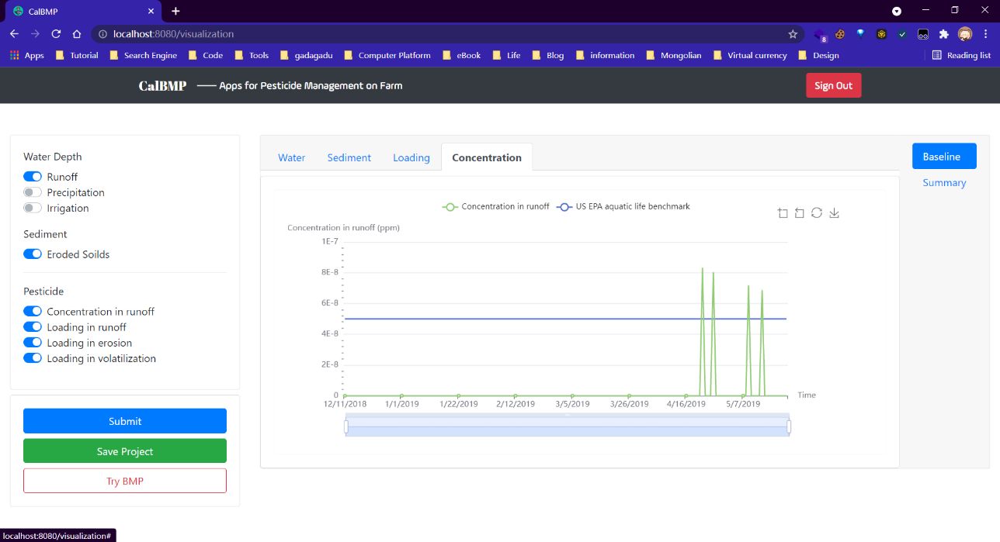 CalBMP
localhost:8080/visualization
8
Apps
Tutorial
Search Engine
Code
Tools
gadagadu
Computer Platform
eBook
Life
Blog
information
Mongolian
Virtual currency
Design
Reading list
CalBMP —— Apps for Pesticide Management on Farm
Sign Out
Water Depth
Runoff
Precipitation
Irrigation
Sediment
Eroded Soilds
Pesticide
Concentration in runoff
Loading in runoff
Loading in erosion
Loading in volatilization
Submit
Save Project
Try BMP
Water
Sediment
Loading
Concentration
Baseline
Summary
Concentration in runoff
US EPA aquatic life benchmark
Concentration in runoff (ppm)
1E-7
8E-8
6E-8
4E-8
2E-8
0
12/11/2018
1/1/2019
1/22/2019
2/12/2019
3/5/2019
3/26/2019
4/16/2019
5/7/2019
Time
localhost:8080/visualization#